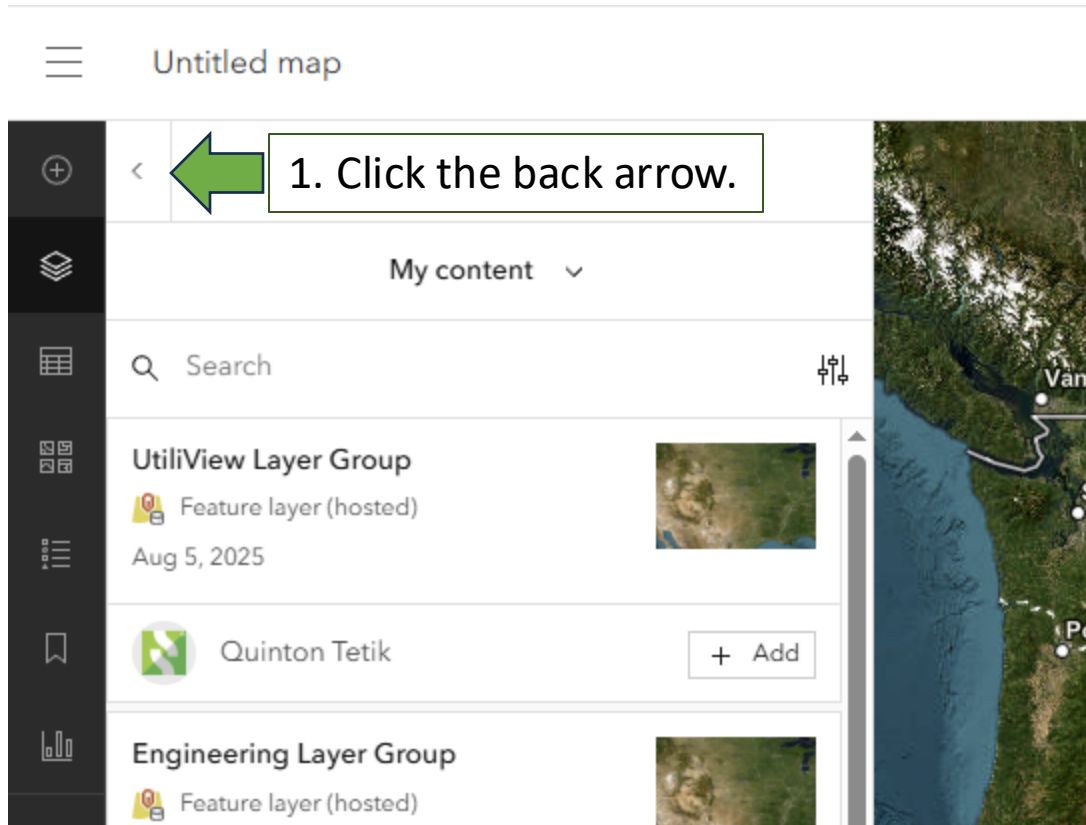 Untitled map
1. Click the back arrow.
My content
Search
UtiliView Layer Group
Feature layer (hosted)
Aug 5, 2025
Quinton Tetik
+ Add
Engineering Layer Group
Feature layer (hosted)